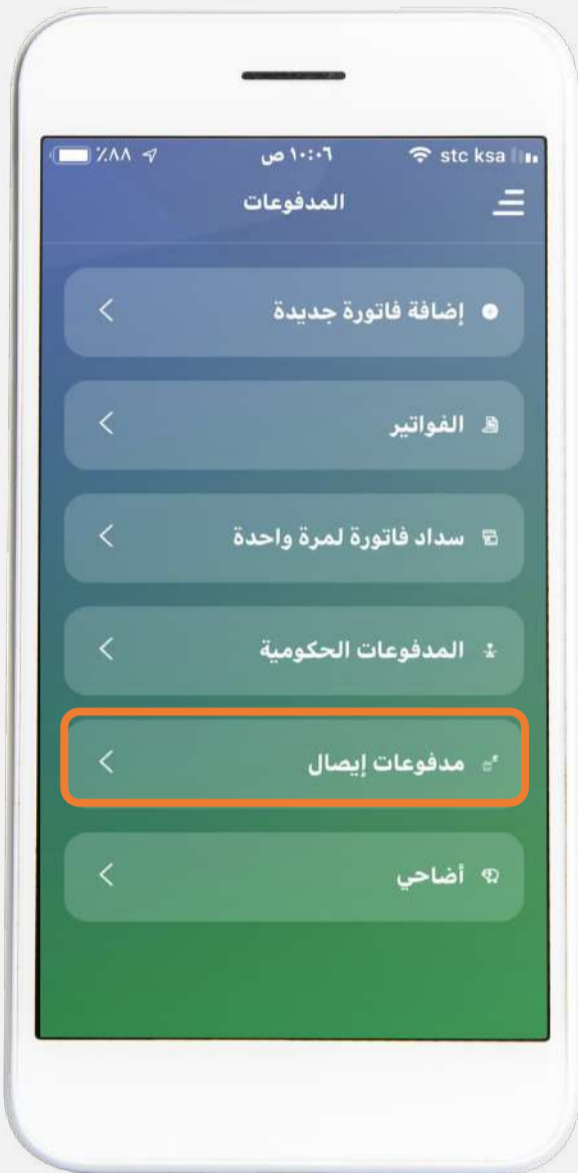 stc ksa ١٠:٠٦ ص ٪٨٨
المدفوعات
إضافة فاتورة جديدة
الفواتير
سداد فاتورة لمرة واحدة
المدفوعات الحكومية
مدفوعات إيصال
أضاحي